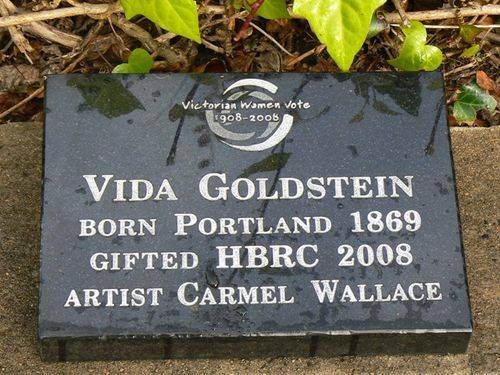 Victorian Women Vote
1908-2008
VIDA GOLDSTEIN
BORN PORTLAND 1869
GIFTED HBRC 2008
ARTIST CARMEL WALLACE